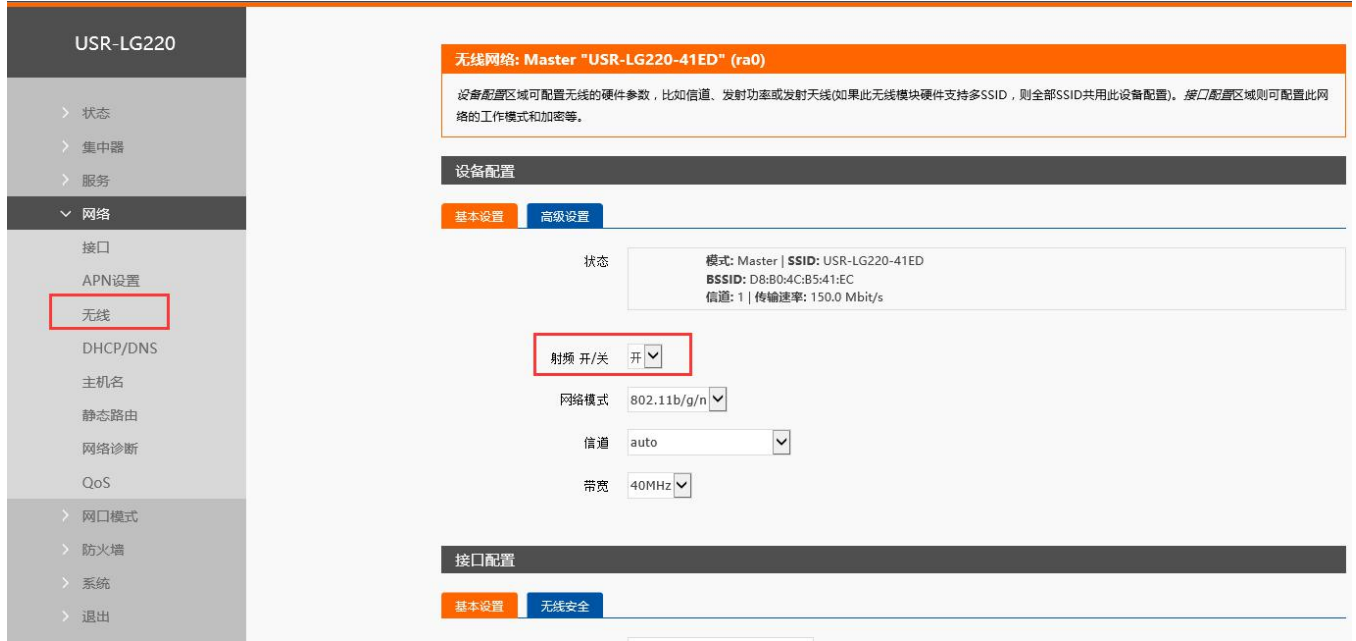 USR-LG220
状态
集中器
服务
网络
接口
APN设置
无线
DHCP/DNS
主机名
静态路由
网络诊断
QoS
网口模式
防火墙
系统
退出
无线网络: Master "USR-LG220-41ED" (ra0)
设备配置区域可配置无线的硬件参数，比如信道、发射功率或发射天线(如果此无线模块硬件支持多SSID，则全部SSID共用此设备配置)。接口配置区域则可配置此网
络的工作模式和加密等。
设备配置
基本设置 高级设置
状态 模式: Master | SSID: USR-LG220-41ED
BSSID: D8:B0:4C:B5:41:EC
信道: 1 | 传输速率: 150.0 Mbit/s
射频 开/关 开
网络模式 802.11b/g/n
信道 auto
带宽 40MHz
接口配置
基本设置 无线安全